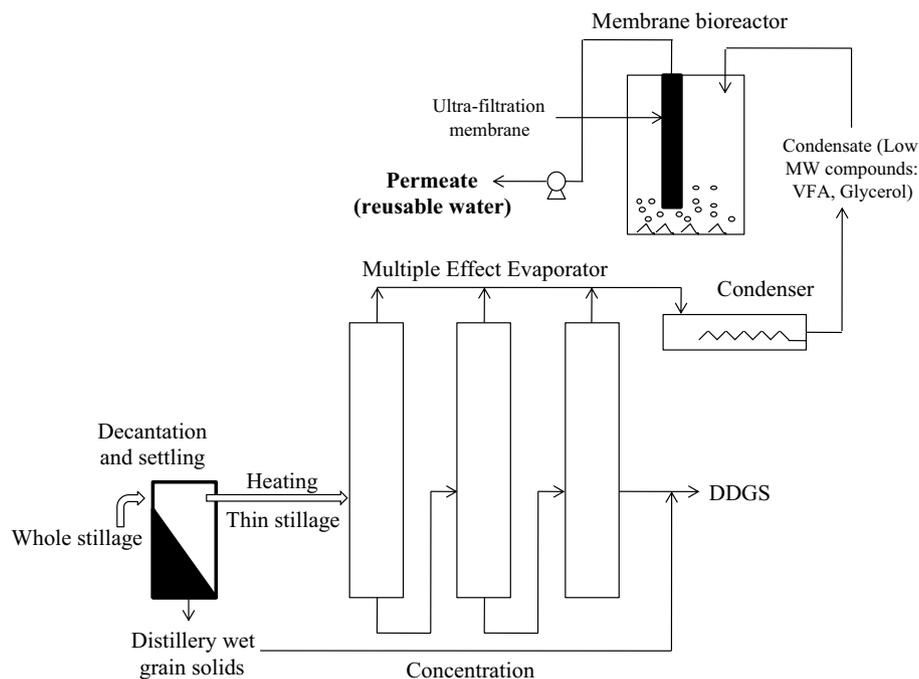 Membrane bioreactor
Ultra-filtration
membrane
Condensate (Low
MW compounds:
VFA, Glycerol)
Permeate
(reusable water)
Multiple Effect Evaporator
Condenser
Decantation
and settling
Heating
Thin stillage
DDGS
Whole stillage
Distillery wet
grain solids
Concentration